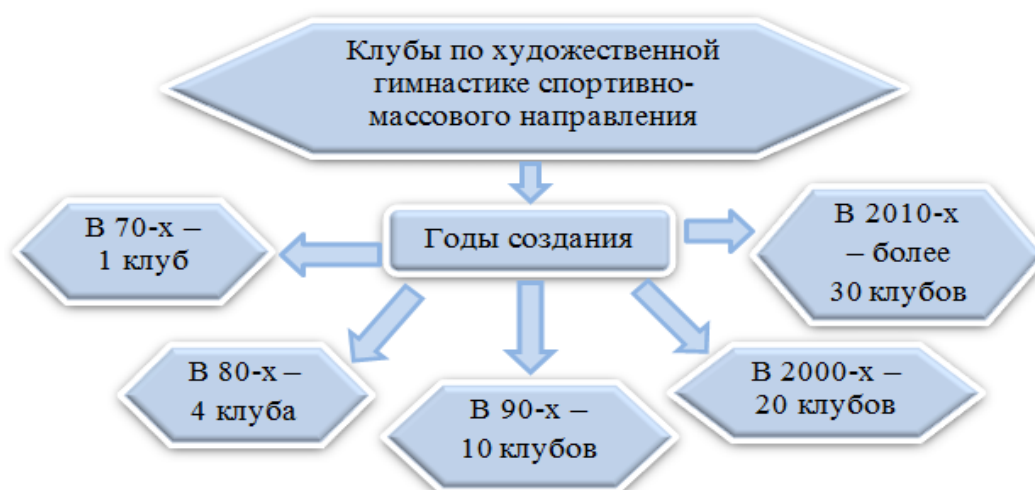 Клубы по художественной
гимнастике спортивно-
массового направления
Годы создания
В 70-х –
1 клуб
В 80-х –
4 клуба
В 90-х –
10 клубов
В 2000-х –
20 клубов
В 2010-х
– более
30 клубов